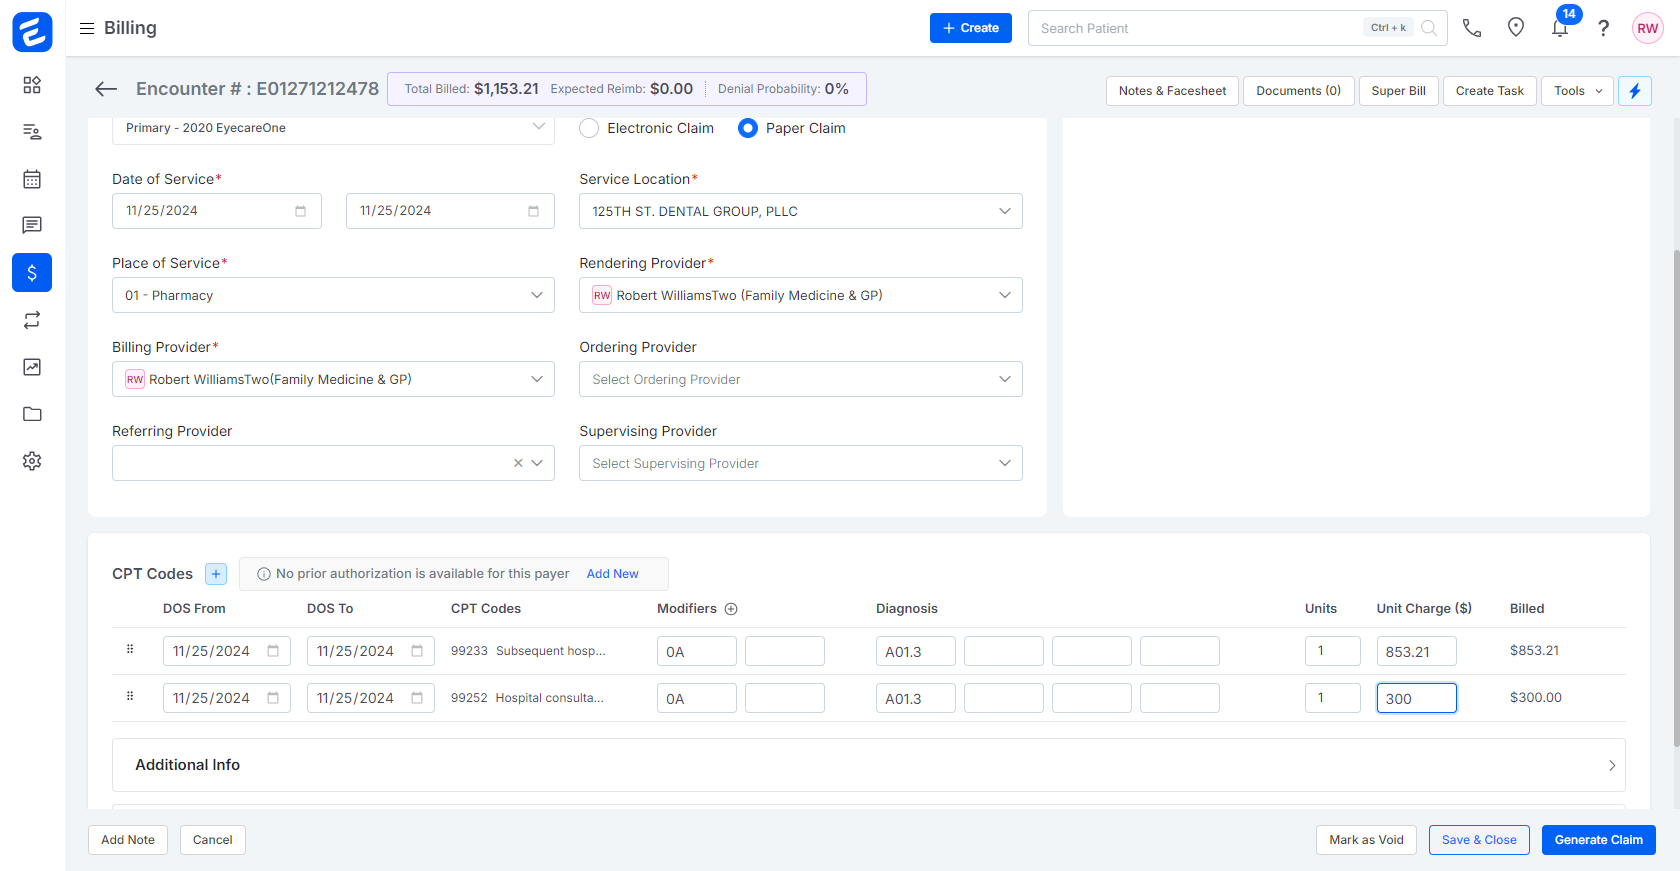 Billing
+ Create
Search Patient
Ctrl + k
14
?
RW
Encounter # : E01271212478
Total Billed: $1,153.21 Expected Reimb: $0.00 Denial Probability: 0%
Notes & Facesheet
Documents (0)
Super Bill
Create Task
Tools
Primary - 2020 EyecareOne
Electronic Claim
Paper Claim
Date of Service*
Service Location*
11/25/2024
11/25/2024
125TH ST. DENTAL GROUP, PLLC
Place of Service*
Rendering Provider*
01 - Pharmacy
RW Robert WilliamsTwo (Family Medicine & GP)
Billing Provider*
Ordering Provider
RW Robert WilliamsTwo(Family Medicine & GP)
Select Ordering Provider
Referring Provider
Supervising Provider
Select Supervising Provider
CPT Codes
+
No prior authorization is available for this payer Add New
DOS From DOS To CPT Codes Modifiers Diagnosis Units Unit Charge ($) Billed
11/25/2024 11/25/2024 99233 Subsequent hosp... 0A A01.3 1 853.21 $853.21
11/25/2024 11/25/2024 99252 Hospital consulta... 0A A01.3 1 300 $300.00
Additional Info
Add Note
Cancel
Mark as Void
Save & Close
Generate Claim